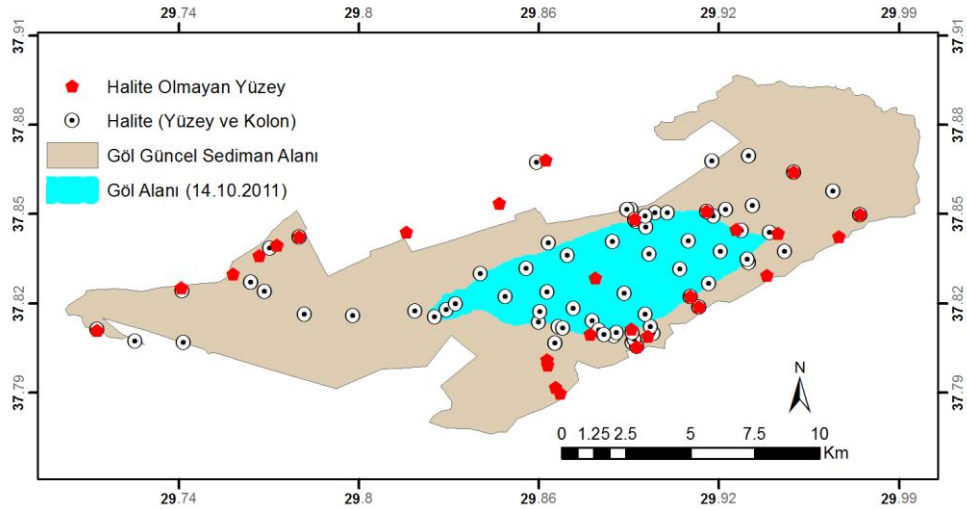 29.74 29.8 29.86 29.92 29.99
37.91 37.91
Halite Olmayan Yüzey
37.88 Halite (Yüzey ve Kolon) 37.88
Göl Güncel Sediman Alanı
37.85 Göl Alanı (14.10.2011) 37.85
37.82 37.82
N
37.79 37.79
0 1.25 2.5 5 7.5 10
Km
29.74 29.8 29.86 29.92 29.99